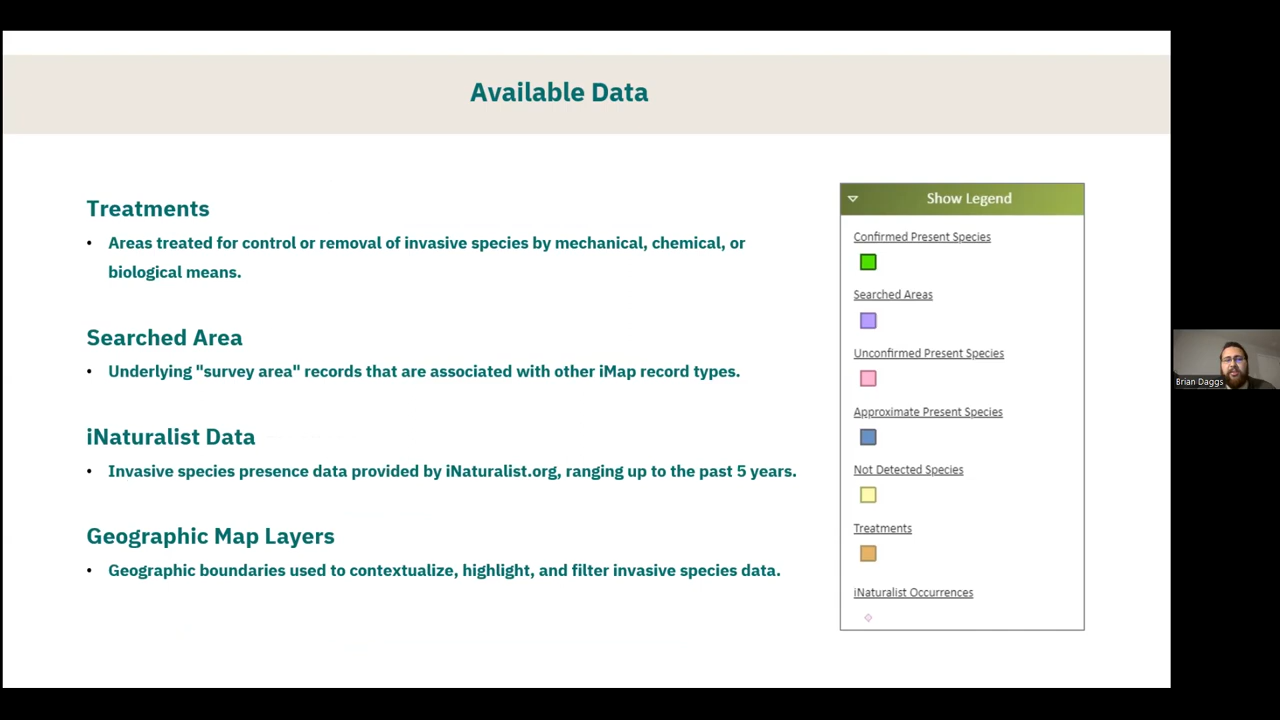 Available Data
Treatments
• Areas treated for control or removal of invasive species by mechanical, chemical, or
biological means.
Searched Area
• Underlying "survey area" records that are associated with other iMap record types.
iNaturalist Data
• Invasive species presence data provided by iNaturalist.org, ranging up to the past 5 years.
Geographic Map Layers
• Geographic boundaries used to contextualize, highlight, and filter invasive species data.
Show Legend
Confirmed Present Species
Searched Areas
Unconfirmed Present Species
Approximate Present Species
Not Detected Species
Treatments
iNaturalist Occurrences
Brian Daggs